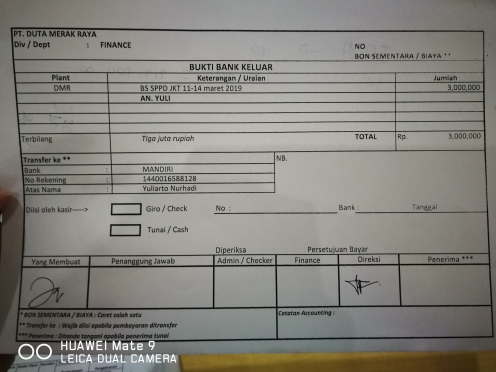 PT. DUTA MERAK RAYA
Div / Dept : FINANCE
NO
BON SEMENTARA / BIAYA **
BUKTI BANK KELUAR
Plant Keterangan / Uraian Jumlah
DMR BS SPPD JKT 11-14 maret 2019 3,000,000
AN. YULI
Terbilang Tiga juta rupiah TOTAL Rp. 3,000,000
Transfer ke ** NB.
Bank : MANDIRI
No Rekening : 1440016588128
Atas Nama : Yuliarto Nurhadi
Diisi oleh kasir----> Giro / Check No : Bank : Tanggal
Tunai / Cash
Diperiksa Persetujuan Bayar
Yang Membuat Penanggung Jawab Admin / Checker Finance Direksi Penerima ***
* BON SEMENTARA / BIAYA : Coret salah satu Catatan Accounting :
** Transfer ke : Wajib diisi apabila pembayaran ditransfer
*** Penerima : Ditanda tangani apabila penerima tunai
HUAWEI Mate 9
LEICA DUAL CAMERA